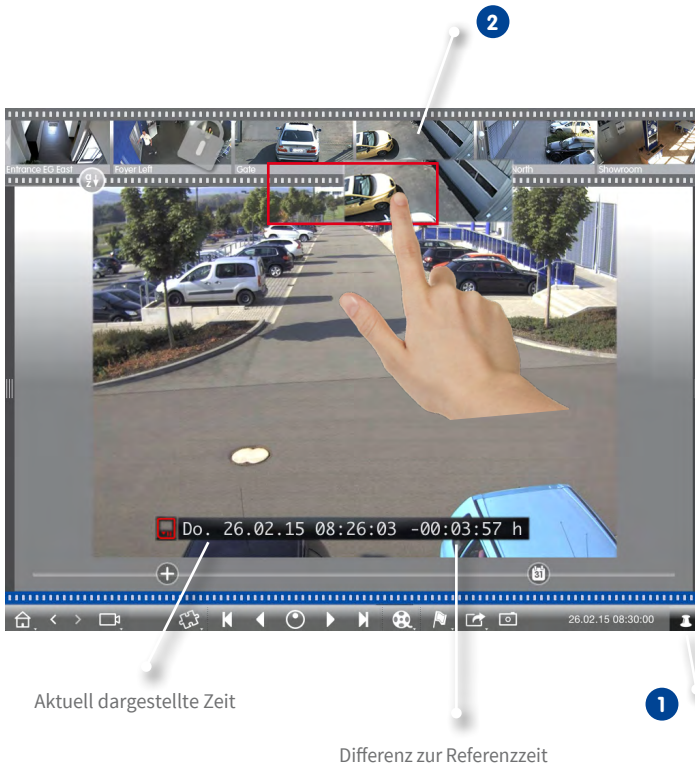 2
Entrance EG East Foyer Left Gate North Showroom
Do. 26.02.15 08:26:03 -00:03:57 h
31
26.02.15 08:30:00
Aktuell dargestellte Zeit
1
Differenz zur Referenzzeit